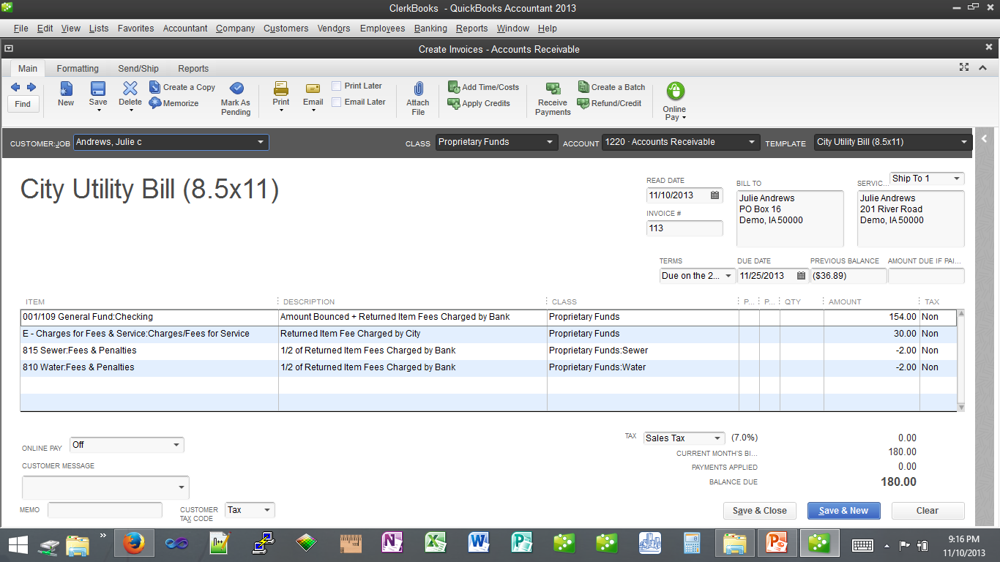 ClerkBooks - QuickBooks Accountant 2013
File Edit View Lists Favorites Accountant Company Customers Vendors Employees Banking Reports Window Help
Create Invoices - Accounts Receivable
Main Formatting Send/Ship Reports
Find New Save Delete Create a Copy Memorize Mark As Pending Print Email Print Later Email Later Attach File Add Time/Costs Apply Credits Receive Payments Create a Batch Refund/Credit Online Pay
CUSTOMER:JOB Andrews, Julie c CLASS Proprietary Funds ACCOUNT 1220 · Accounts Receivable TEMPLATE City Utility Bill (8.5x11)
City Utility Bill (8.5x11)
READ DATE
11/10/2013
INVOICE #
113
BILL TO
Julie Andrews
PO Box 16
Demo, IA 50000
SERVIC... Ship To 1
Julie Andrews
201 River Road
Demo, IA 50000
TERMS DUE DATE PREVIOUS BALANCE AMOUNT DUE IF PAI...
Due on the 2... 11/25/2013 ($36.89)
ITEM DESCRIPTION CLASS P... P... QTY AMOUNT TAX
001/109 General Fund:Checking Amount Bounced + Returned Item Fees Charged by Bank Proprietary Funds 154.00 Non
E - Charges for Fees & Service:Charges/Fees for Service Returned Item Fee Charged by City Proprietary Funds 30.00 Non
815 Sewer:Fees & Penalties 1/2 of Returned Item Fees Charged by Bank Proprietary Funds:Sewer -2.00 Non
810 Water:Fees & Penalties 1/2 of Returned Item Fees Charged by Bank Proprietary Funds:Water -2.00 Non
ONLINE PAY Off
CUSTOMER MESSAGE
MEMO CUSTOMER TAX CODE Tax
TAX Sales Tax (7.0%) 0.00
CURRENT MONTH'S BI... 180.00
PAYMENTS APPLIED 0.00
BALANCE DUE 180.00
Save & Close Save & New Clear
9:16 PM
11/10/2013